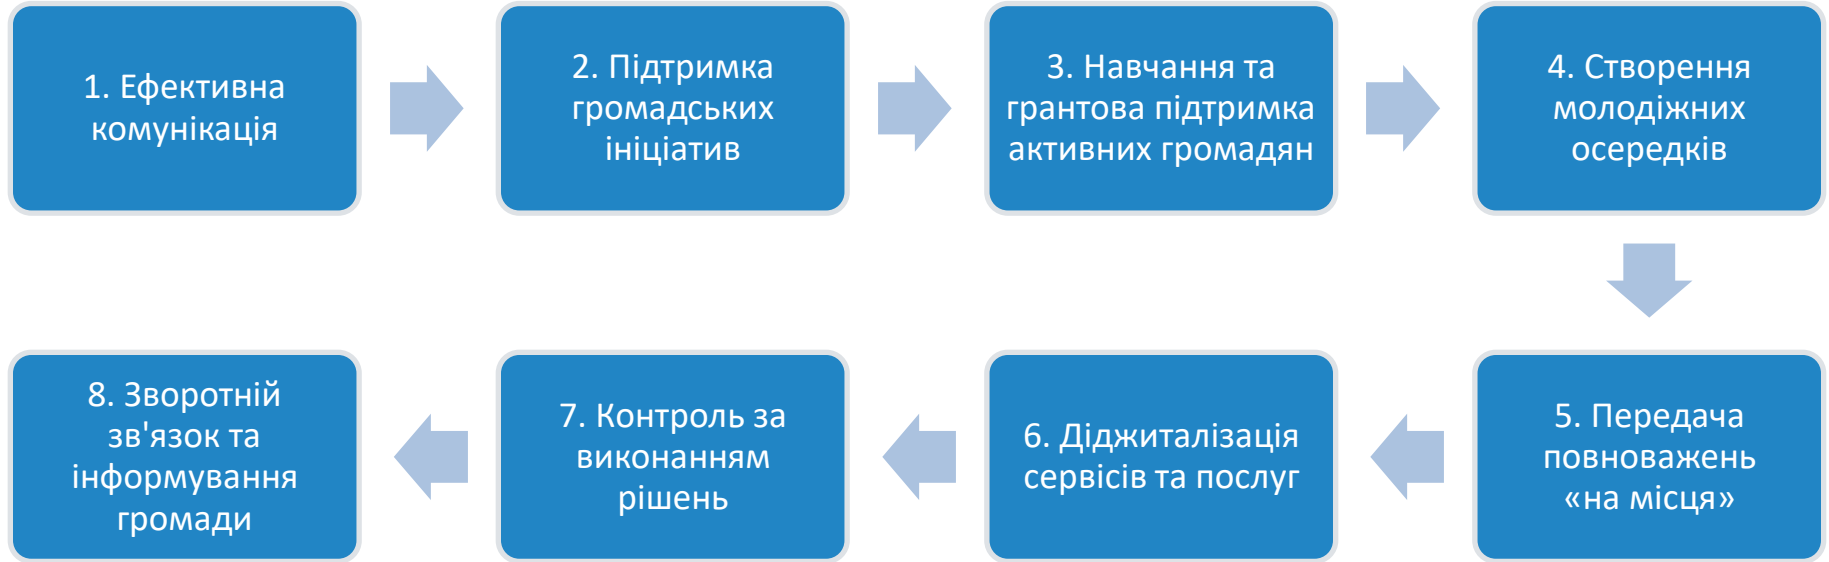 1. Ефективна
комунікація
2. Підтримка
громадських
ініціатив
3. Навчання та
грантова підтримка
активних громадян
4. Створення
молодіжних
осередків
5. Передача
повноважень
«на місця»
6. Діджиталізація
сервісів та послуг
7. Контроль за
виконанням
рішень
8. Зворотній
зв'язок та
інформування
громади